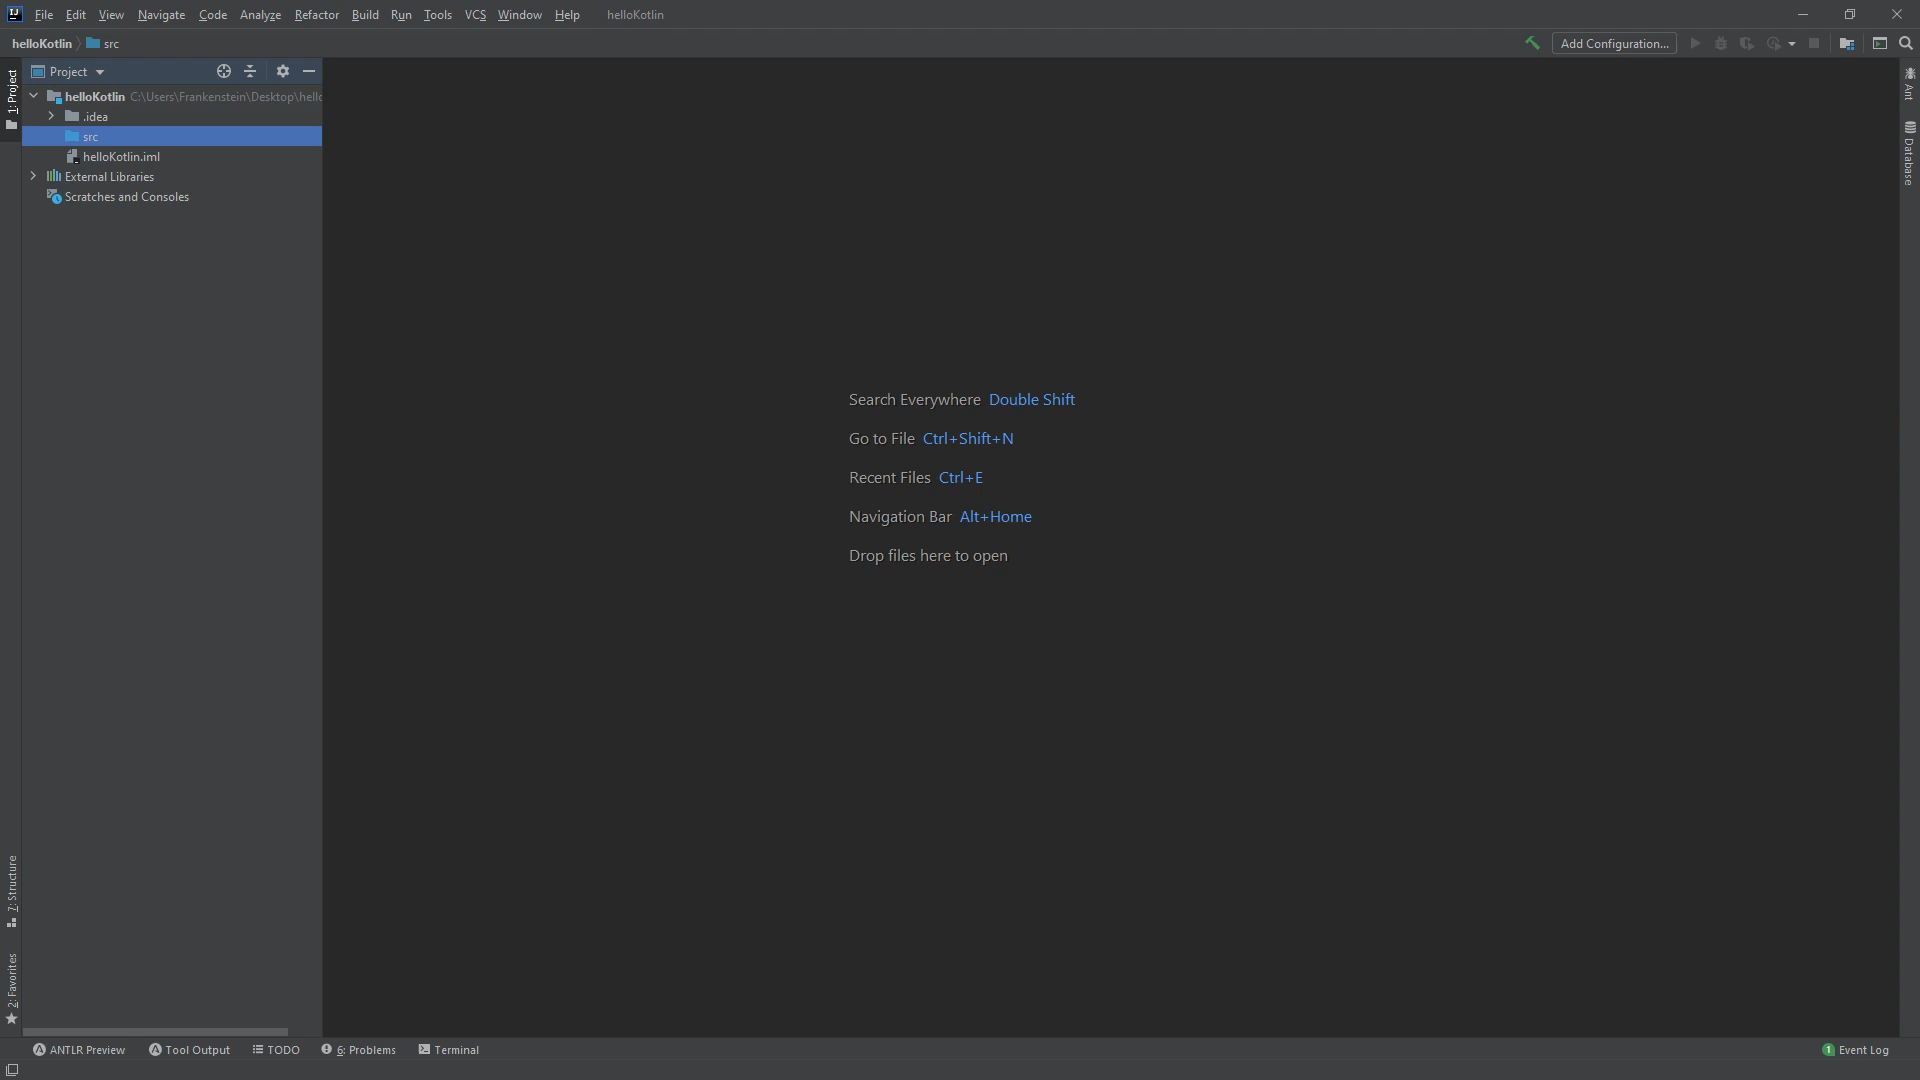 IJ File Edit View Navigate Code Analyze Refactor Build Run Tools VCS Window Help helloKotlin
helloKotlin src Add Configuration...
1: Project
Project
helloKotlin C:\Users\Frankenstein\Desktop\hello
.idea
src
helloKotlin.iml
External Libraries
Scratches and Consoles
Search Everywhere Double Shift
Go to File Ctrl+Shift+N
Recent Files Ctrl+E
Navigation Bar Alt+Home
Drop files here to open
Ant
Database
7: Structure
2: Favorites
ANTLR Preview Tool Output TODO 6: Problems Terminal 1 Event Log